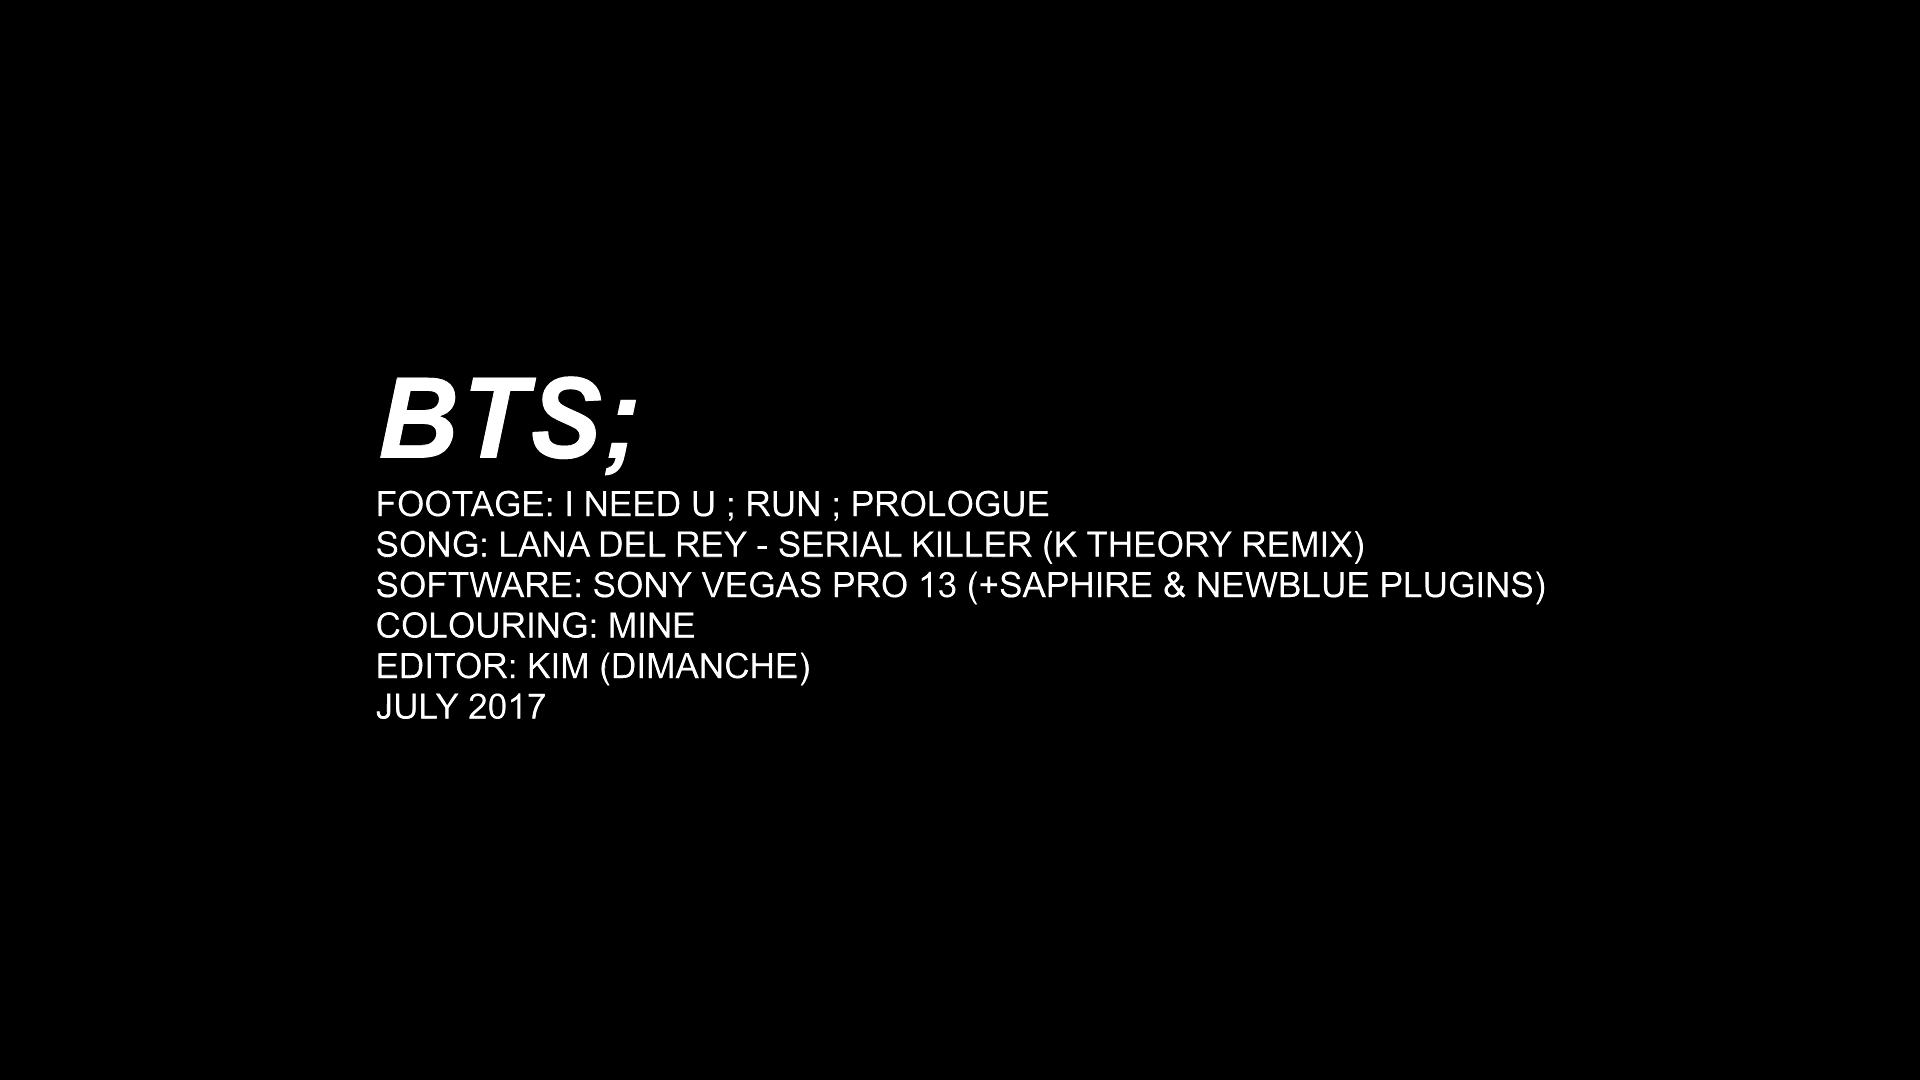 BTS;
FOOTAGE: I NEED U ; RUN ; PROLOGUE
SONG: LANA DEL REY - SERIAL KILLER (K THEORY REMIX)
SOFTWARE: SONY VEGAS PRO 13 (+SAPHIRE & NEWBLUE PLUGINS)
COLOURING: MINE
EDITOR: KIM (DIMANCHE)
JULY 2017